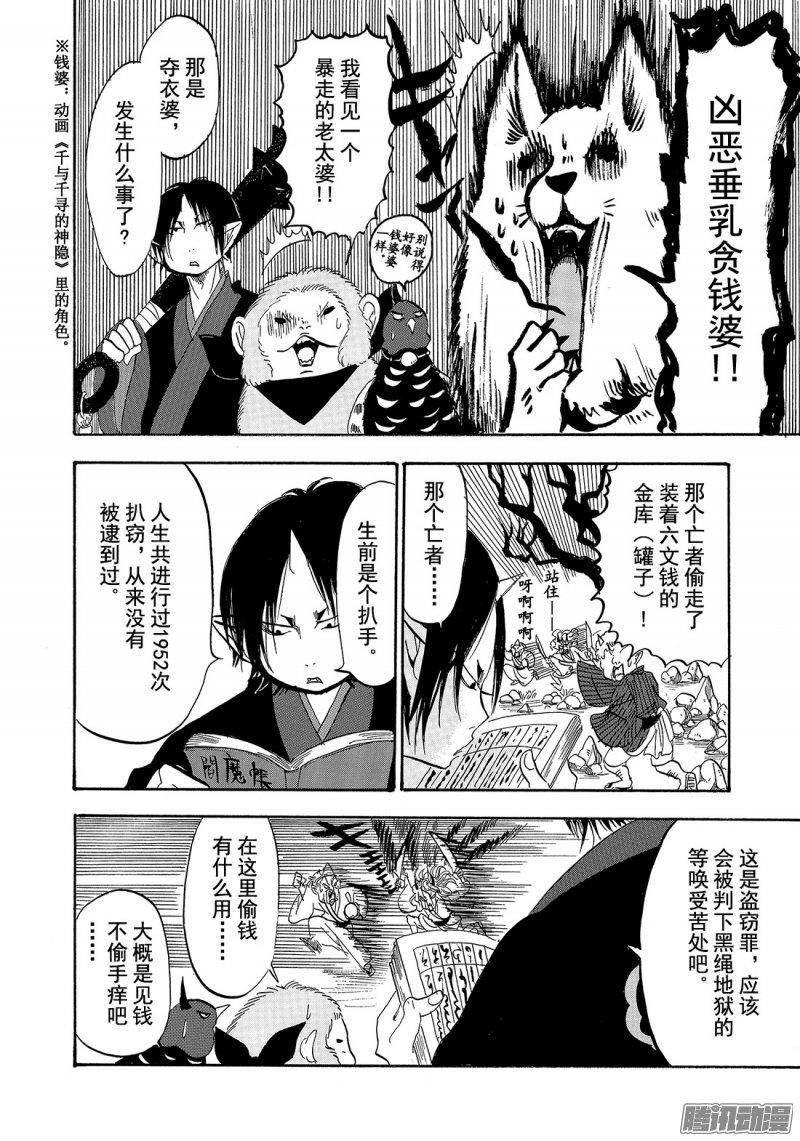 凶恶垂乳贪钱婆!!
我看见一个
暴走的老太婆!!
别说得
好像*
钱婆婆
一样
那是
夺衣婆，
发生什么事了？
※钱婆：动画《千与千寻的神隐》里的角色。
那个亡者偷走了
装着六文钱的
金库（罐子）！
站住——
呀啊啊啊
那个亡者……
生前是个扒手。
人生共进行过1952次
扒窃，从来没有
被逮到过。
阎魔帐
这是盗窃罪，应该
会被判下黑绳地狱的
等唤受苦处吧。
在这里偷钱
有什么用……
大概是见钱
不偷手痒吧
……
腾讯动漫